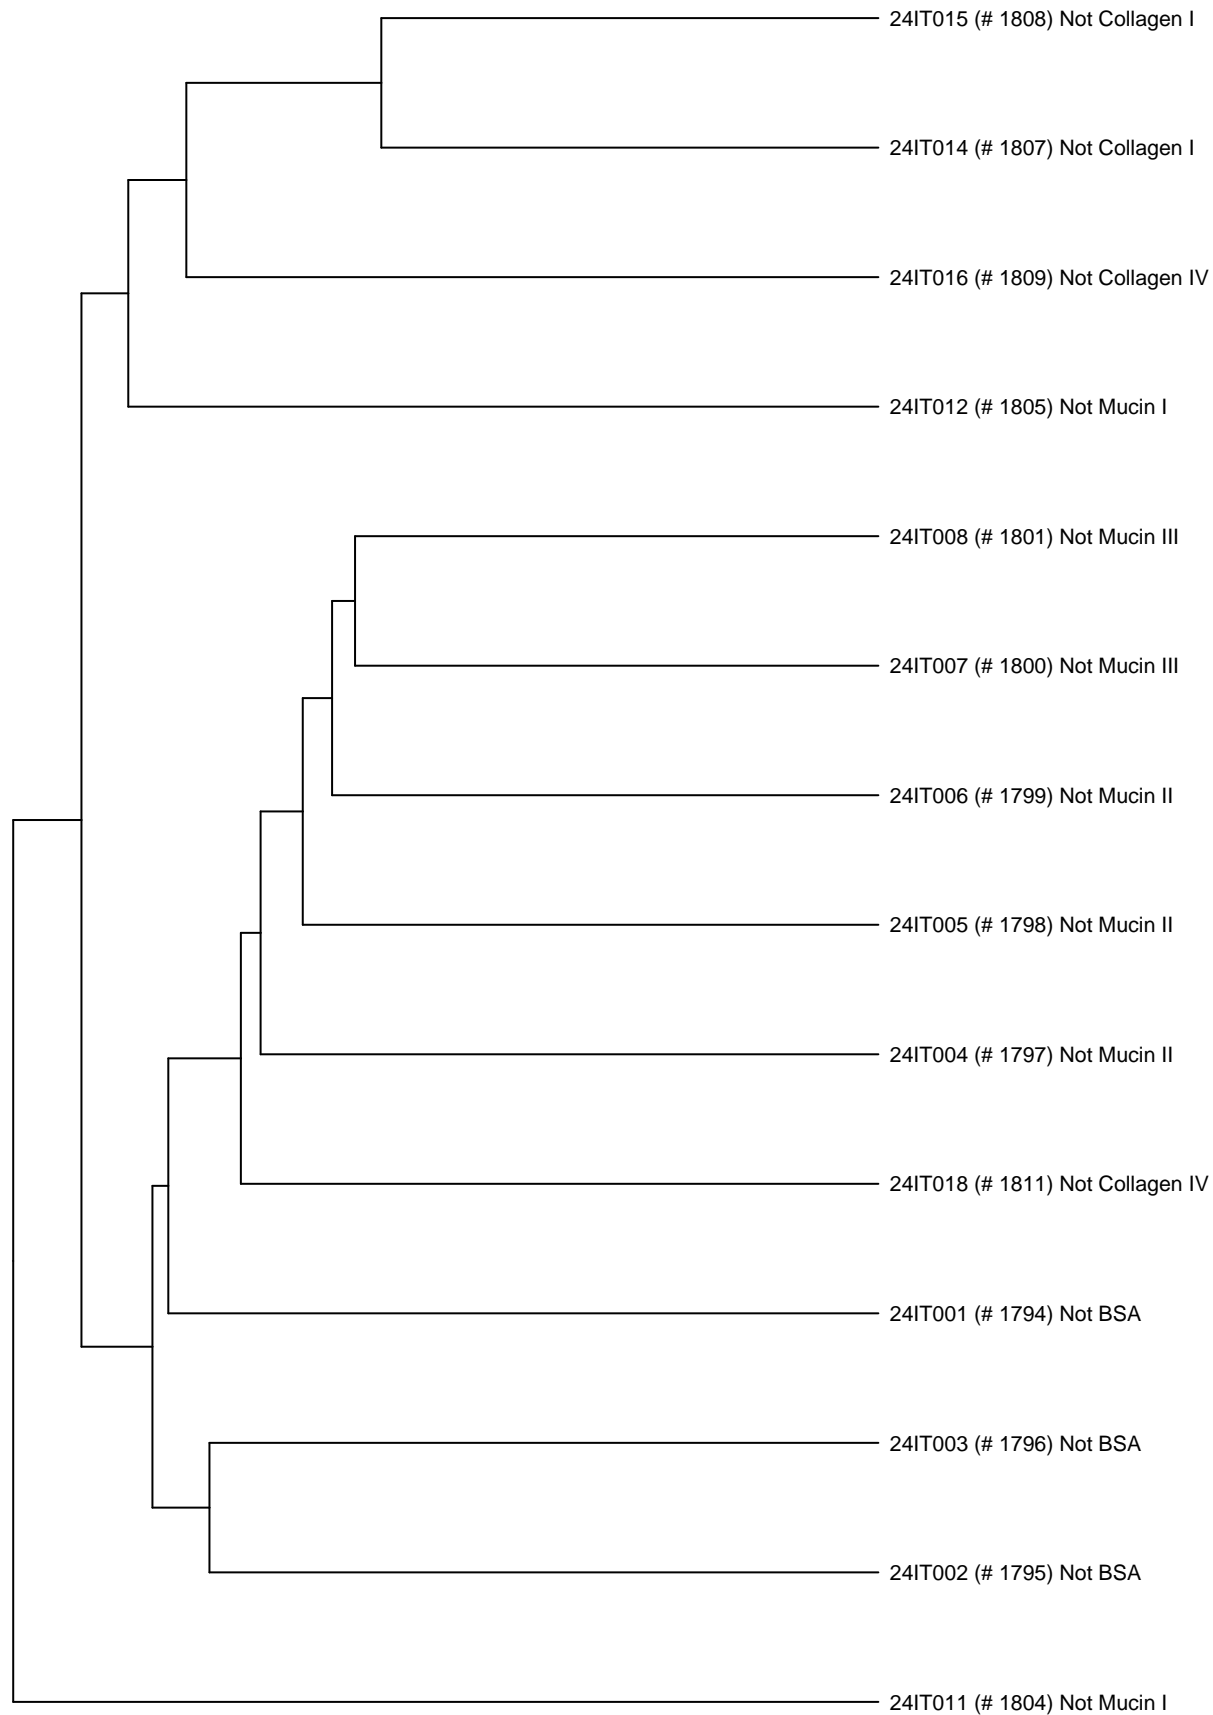 24IT015 (# 1808) Not Collagen I
24IT014 (# 1807) Not Collagen I
24IT016 (# 1809) Not Collagen IV
24IT012 (# 1805) Not Mucin I
24IT008 (# 1801) Not Mucin III
24IT007 (# 1800) Not Mucin III
24IT006 (# 1799) Not Mucin II
24IT005 (# 1798) Not Mucin II
24IT004 (# 1797) Not Mucin II
24IT018 (# 1811) Not Collagen IV
24IT001 (# 1794) Not BSA
24IT003 (# 1796) Not BSA
24IT002 (# 1795) Not BSA
24IT011 (# 1804) Not Mucin I